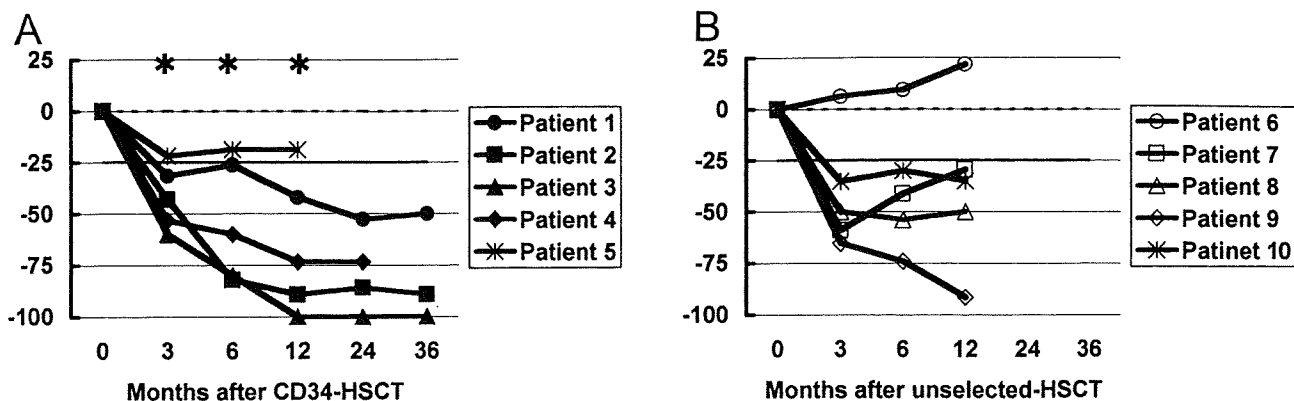 A
25
0
-25
-50
-75
-100
0 3 6 12 24 36
Months after CD34-HSCT
* * *
Patient 1
Patient 2
Patient 3
Patient 4
Patient 5
B
25
0
-25
-50
-75
-100
0 3 6 12 24 36
Months after unselected-HSCT
Patient 6
Patient 7
Patient 8
Patient 9
Patinet 10